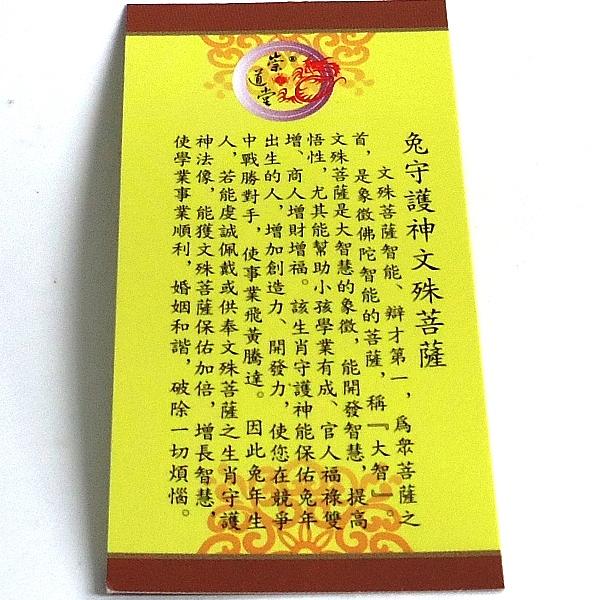 崇道堂
兔守護神文殊菩薩
文殊菩薩智能、辯才第一，爲衆菩薩之
首，是象徵佛陀智能的菩薩，稱『大智』。
文殊菩薩是大智慧的象徵，能開發智慧，提高
悟性，尤其能幫助小孩學業有成、官人福祿雙
增、商人增財增福。該生肖守護神能保佑兔年
出生的人，增加創造力、開發力，使您在競爭
中戰勝對手，使事業飛黃騰達。因此兔年生
人，若能虔誠佩戴或供奉文殊菩薩之生肖守護
神法像，能獲文殊菩薩保佑加倍，增長智慧，
使學業事業順利，婚姻和諧，破除一切煩惱。